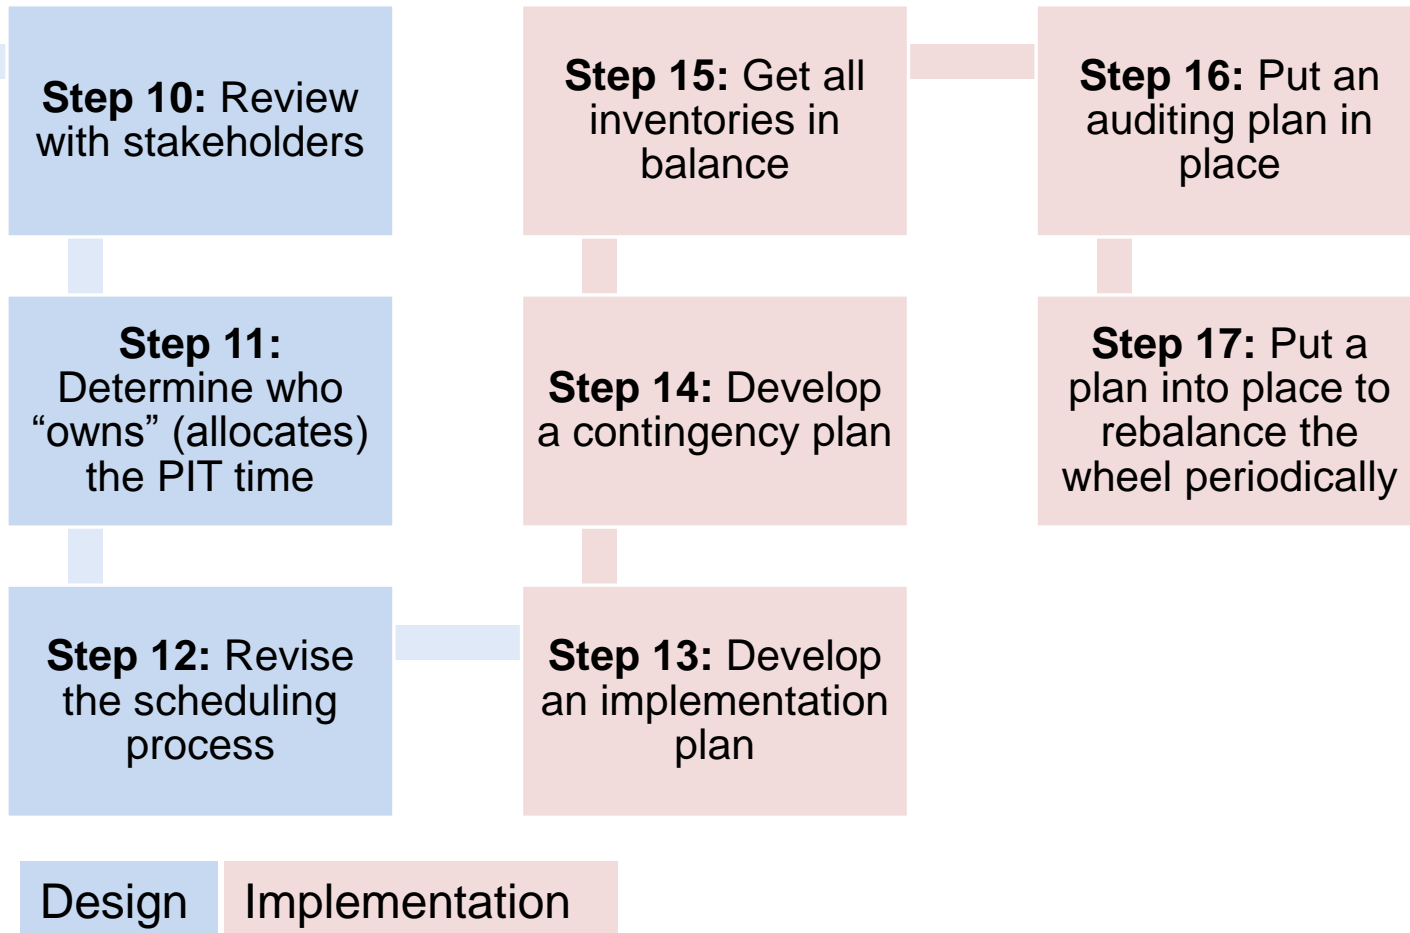 Step 10: Review
with stakeholders
Step 11:
Determine who
“owns” (allocates)
the PIT time
Step 12: Revise
the scheduling
process
Step 13: Develop
an implementation
plan
Step 14: Develop
a contingency plan
Step 15: Get all
inventories in
balance
Step 16: Put an
auditing plan in
place
Step 17: Put a
plan into place to
rebalance the
wheel periodically
Design
Implementation